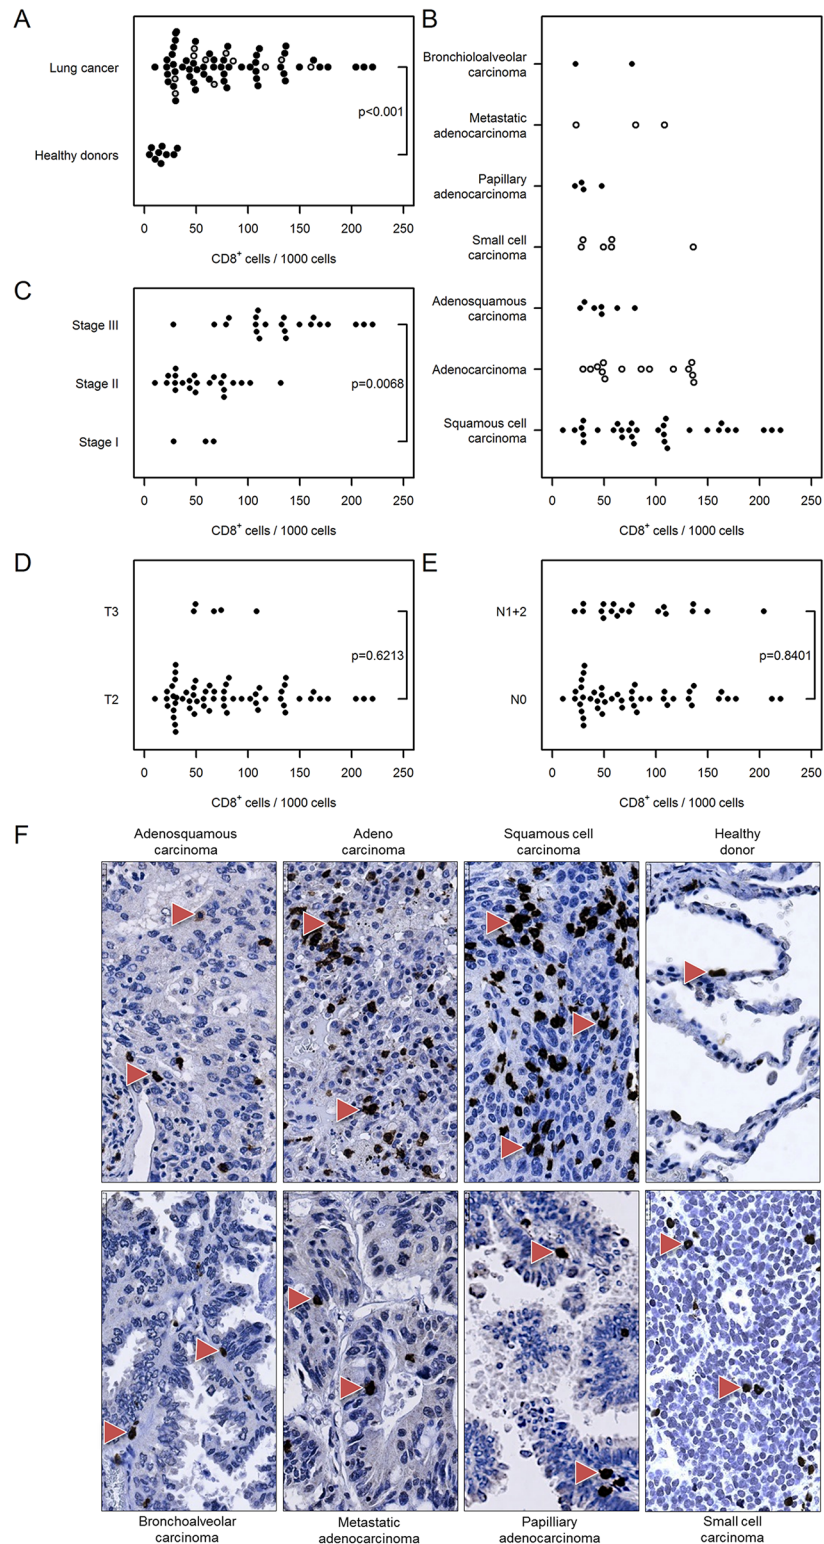 A
Lung cancer
Healthy donors
p<0.001
0 50 100 150 200 250
CD8+ cells / 1000 cells
B
Bronchioloalveolar
carcinoma
Metastatic
adenocarcinoma
Papillary
adenocarcinoma
Small cell
carcinoma
Adenosquamous
carcinoma
Adenocarcinoma
Squamous cell
carcinoma
0 50 100 150 200 250
CD8+ cells / 1000 cells
C
Stage III
Stage II
Stage I
p=0.0068
0 50 100 150 200 250
CD8+ cells / 1000 cells
D
T3
T2
p=0.6213
0 50 100 150 200 250
CD8+ cells / 1000 cells
E
N1+2
N0
p=0.8401
0 50 100 150 200 250
CD8+ cells / 1000 cells
F
Adenosquamous
carcinoma
Adeno
carcinoma
Squamous cell
carcinoma
Healthy
donor
Bronchoalveolar
carcinoma
Metastatic
adenocarcinoma
Papilliary
adenocarcinoma
Small cell
carcinoma